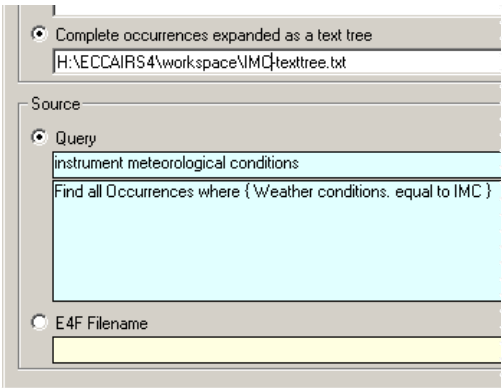 Complete occurrences expanded as a text tree
H:\ECCAIRS4\workspace\IMC-texttree.txt
Source
Query
instrument meteorological conditions
Find all Occurrences where { Weather conditions. equal to IMC }
E4F Filename